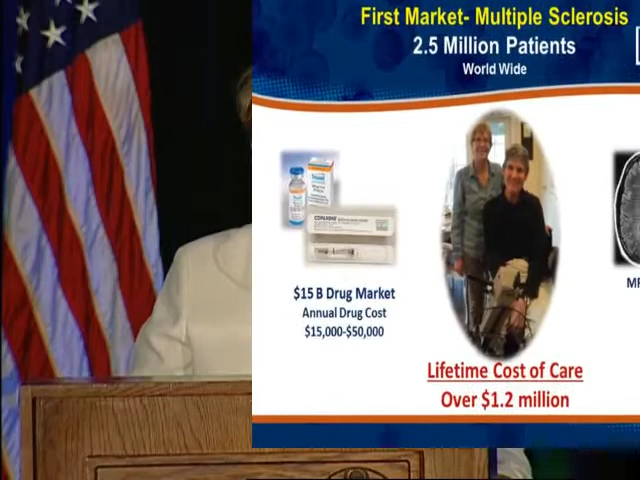 First Market- Multiple Sclerosis
2.5 Million Patients
World Wide
COPAXONE
$15 B Drug Market
Annual Drug Cost
$15,000-$50,000
Lifetime Cost of Care
Over $1.2 million